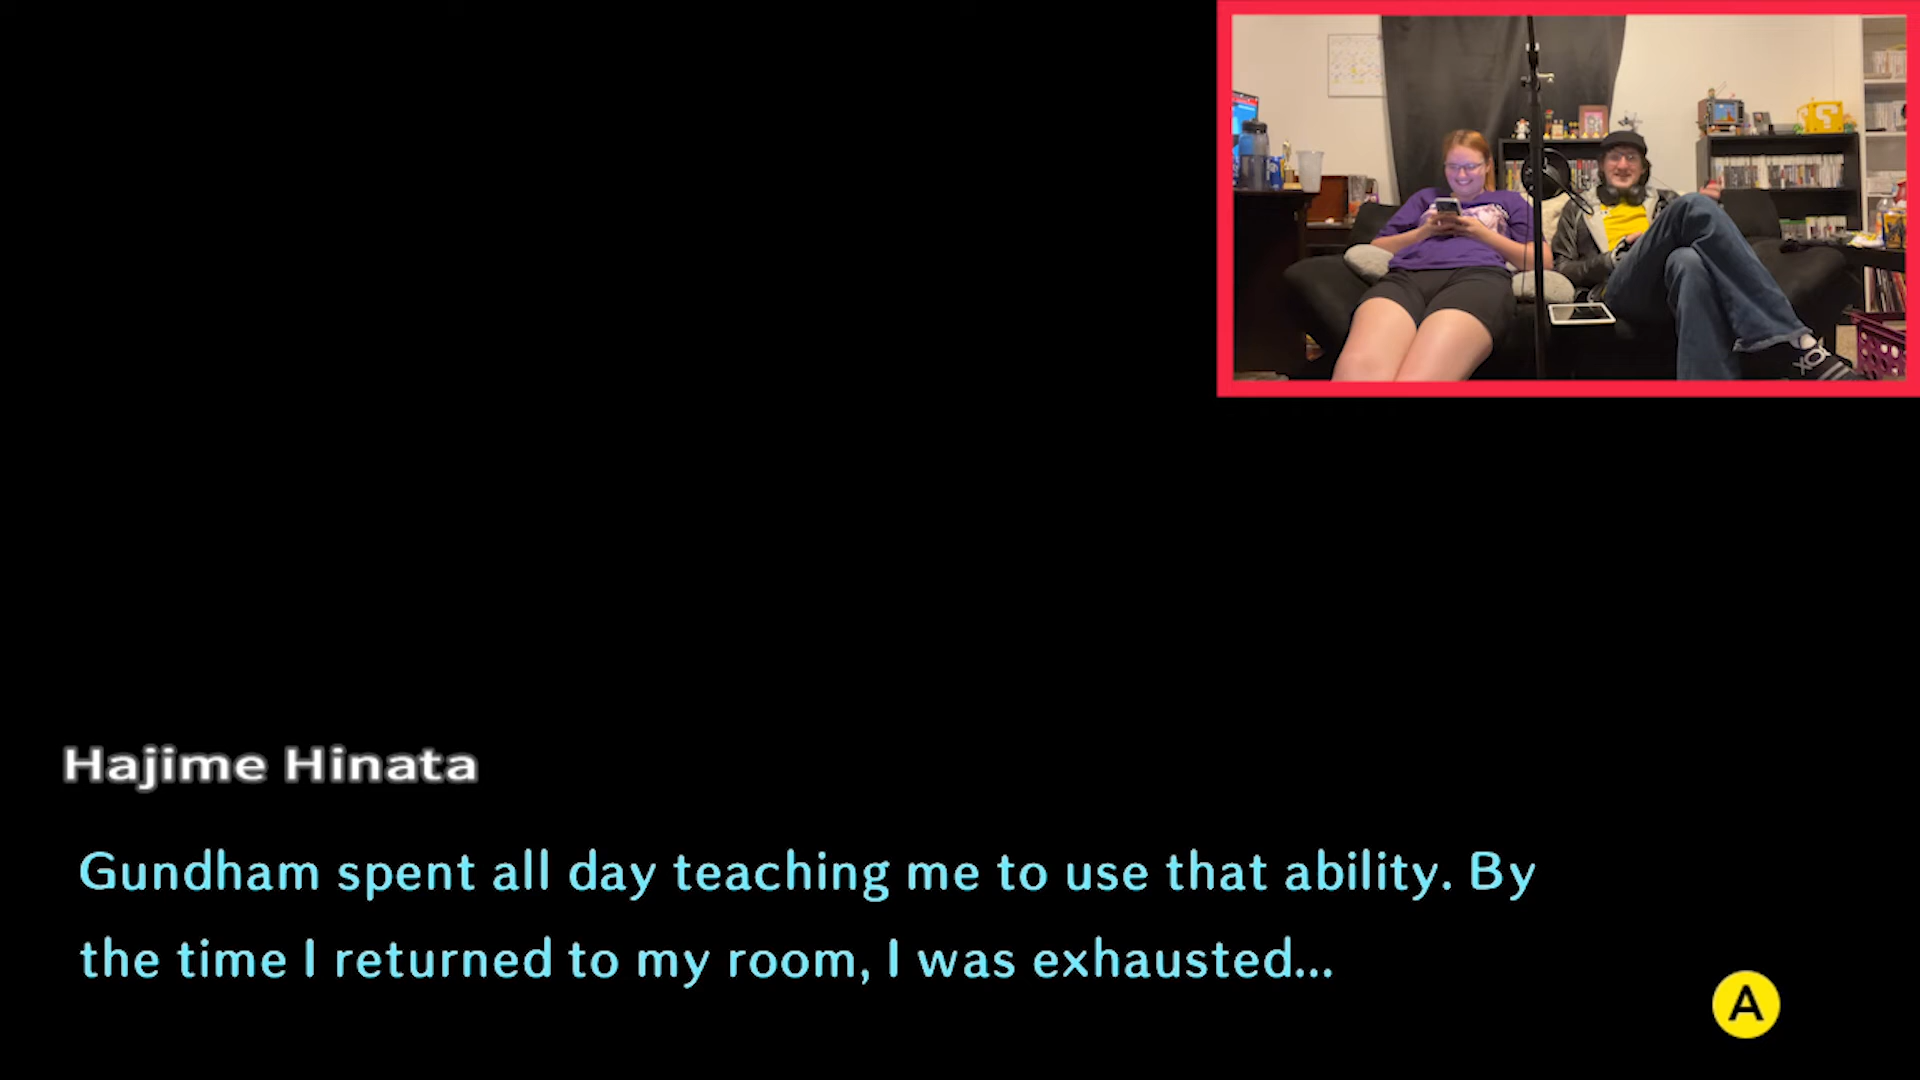 Hajime Hinata
Gundham spent all day teaching me to use that ability. By
the time I returned to my room, I was exhausted...
A